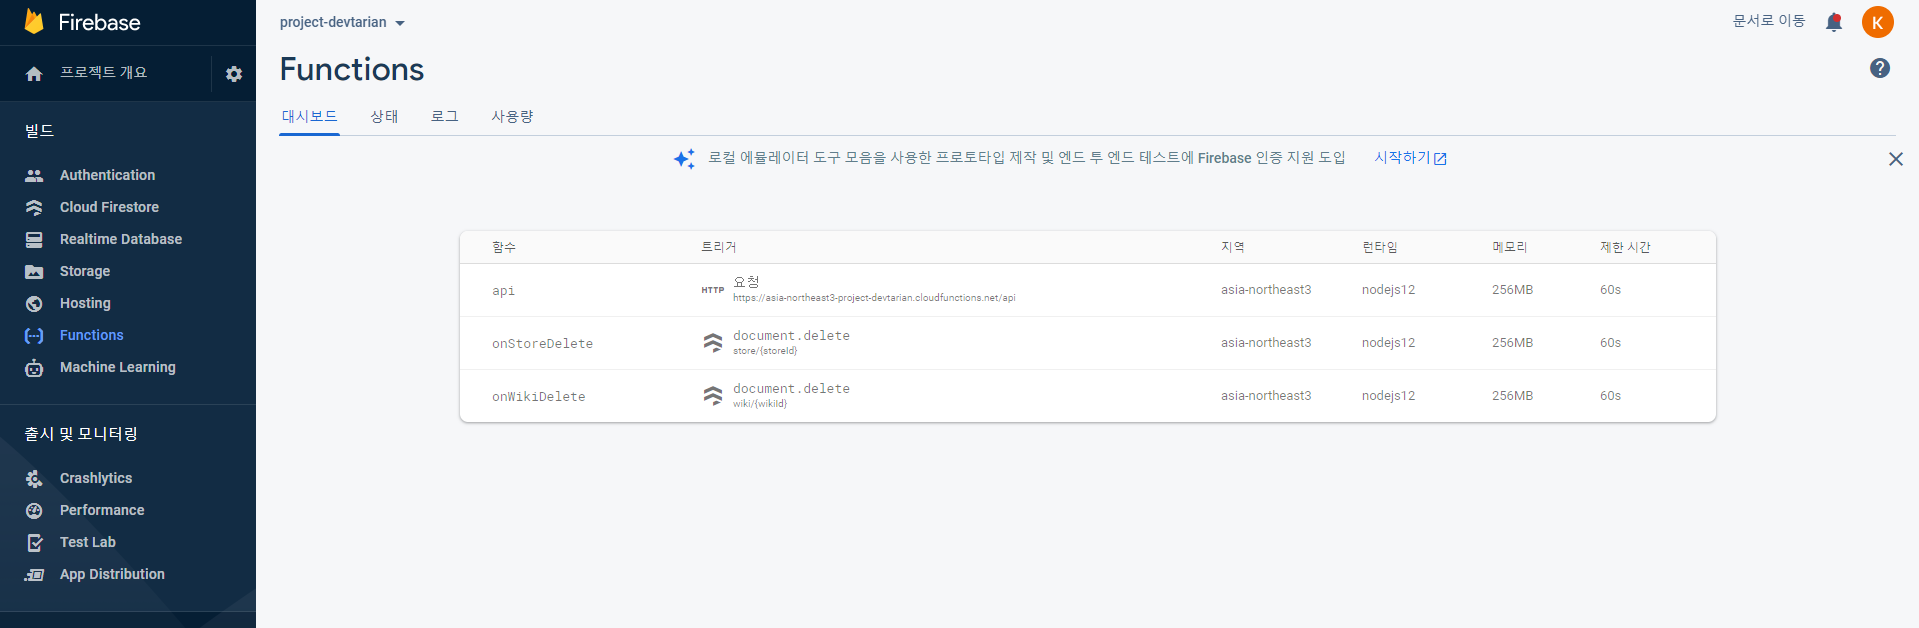 Firebase
프로젝트 개요
빌드
Authentication
Cloud Firestore
Realtime Database
Storage
Hosting
Functions
Machine Learning
출시 및 모니터링
Crashlytics
Performance
Test Lab
App Distribution
project-devtarian
문서로 이동
K
Functions
?
대시보드 상태 로그 사용량
로컬 에뮬레이터 도구 모음을 사용한 프로토타입 제작 및 엔드 투 엔드 테스트에 Firebase 인증 지원 도입 시작하기
함수 트리거 지역 런타임 메모리 제한 시간
api HTTP 요청 asia-northeast3 nodejs12 256MB 60s
https://asia-northeast3-project-devtarian.cloudfunctions.net/api
onStoreDelete document.delete asia-northeast3 nodejs12 256MB 60s
store/{storeId}
onWikiDelete document.delete asia-northeast3 nodejs12 256MB 60s
wiki/{wikiId}